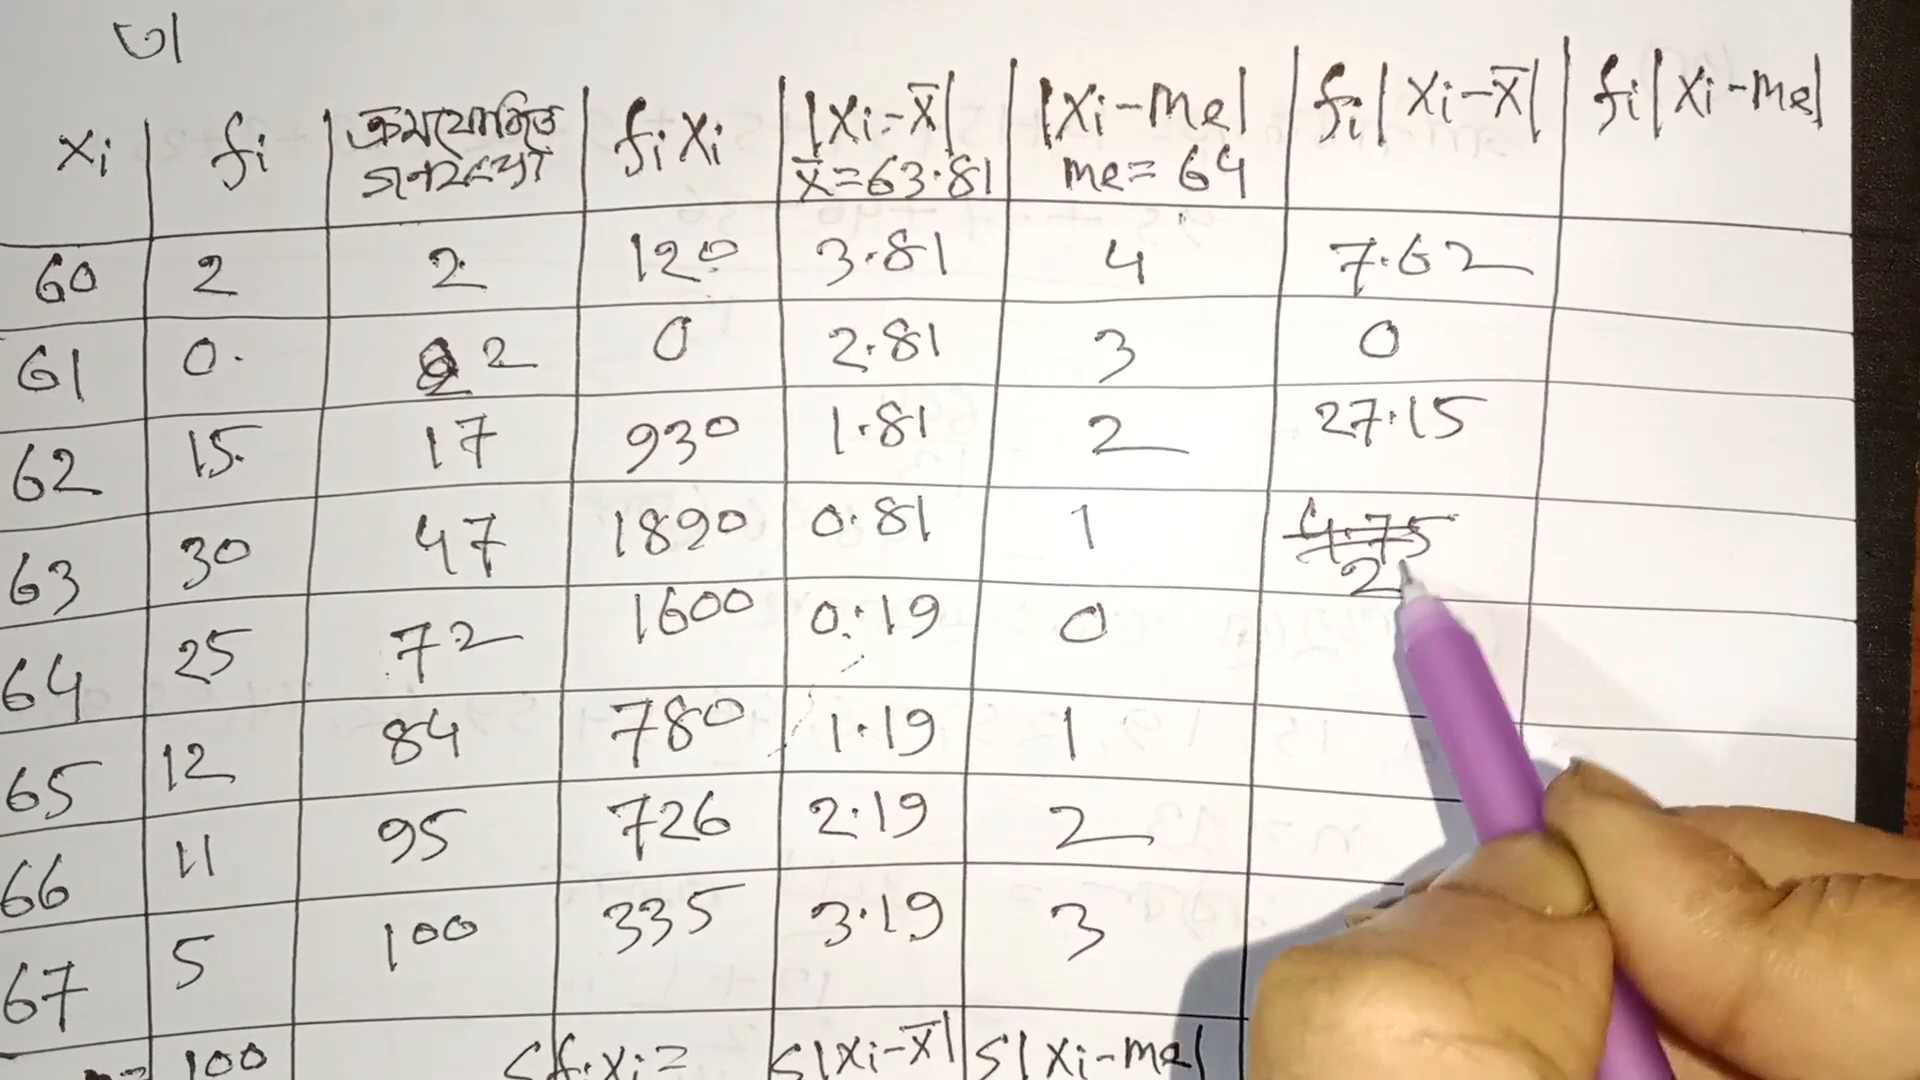 ৩।
xi fi ক্রমযোজিত গণসংখ্যা fixi |xi-x̄| x̄=63.81 |xi-me| me=64 fi|xi-x̄| fi|xi-me|
60 2 2 120 3.81 4 7.62
61 0 2 0 2.81 3 0
62 15 17 930 1.81 2 27.15
63 30 47 1890 0.81 1 4.75 2
64 25 72 1600 0.19 0
65 12 84 780 1.19 1
66 11 95 726 2.19 2
67 5 100 335 3.19 3
100 Σfixi= Σ|xi-x̄| Σ|xi-me|